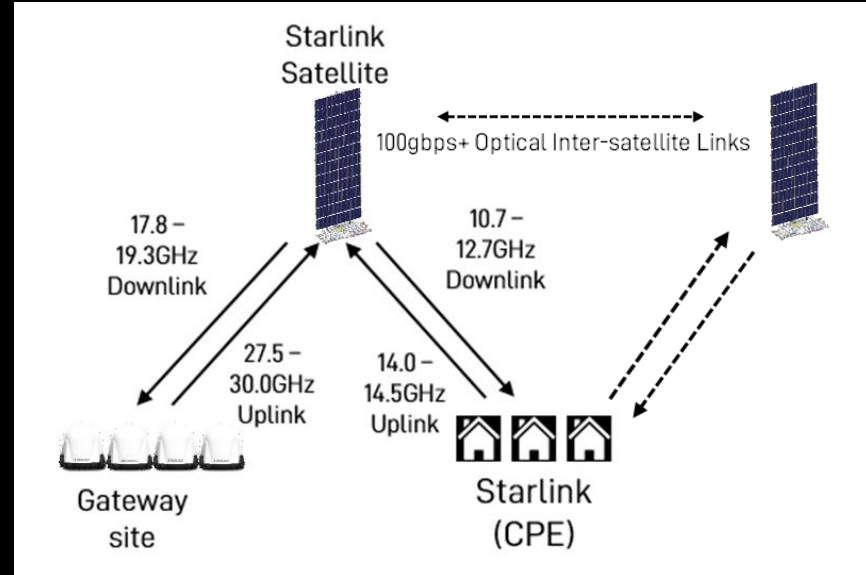 Starlink
Satellite
100gbps+ Optical Inter-satellite Links
17.8 –
19.3GHz
Downlink
10.7 –
12.7GHz
Downlink
27.5 –
30.0GHz
Uplink
14.0 –
14.5GHz
Uplink
Gateway
site
Starlink
(CPE)